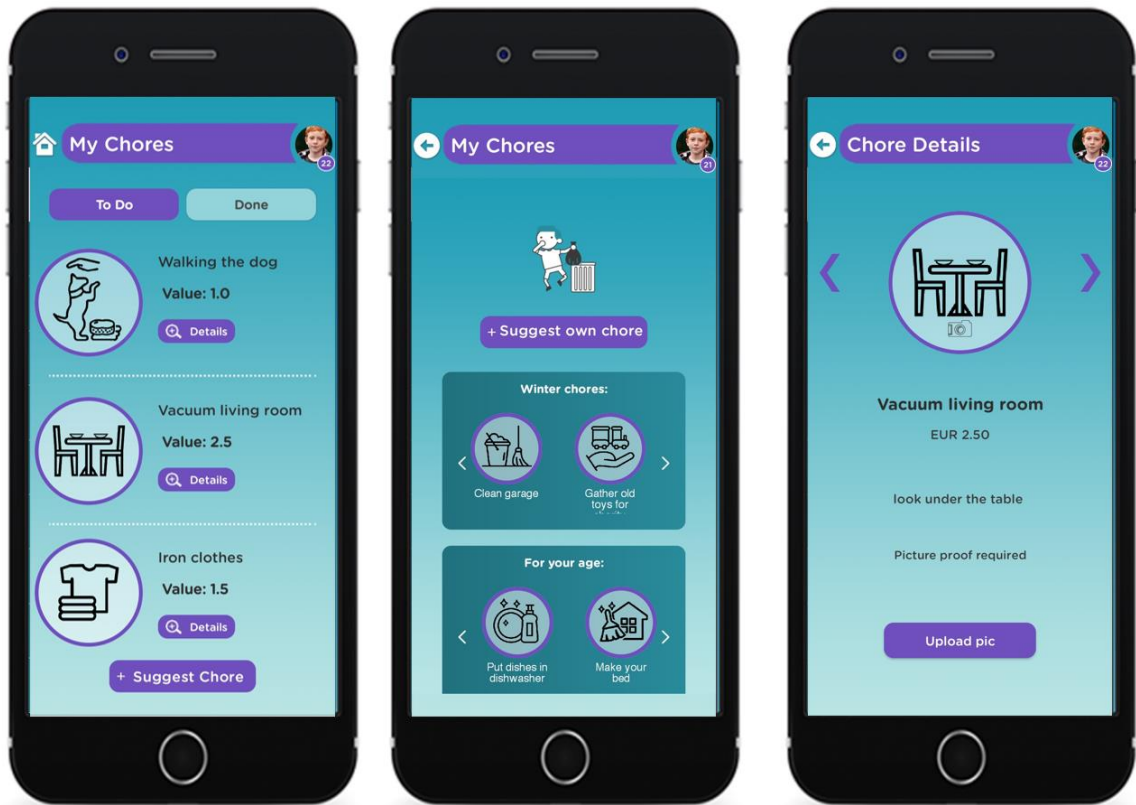 My Chores
22
To Do
Done
Walking the dog
Value: 1.0
Details
Vacuum living room
Value: 2.5
Details
Iron clothes
Value: 1.5
Details
+ Suggest Chore
My Chores
21
+ Suggest own chore
Winter chores:
Clean garage
Gather old
toys for
For your age:
Put dishes in
dishwasher
Make your
bed
Chore Details
22
Vacuum living room
EUR 2.50
look under the table
Picture proof required
Upload pic